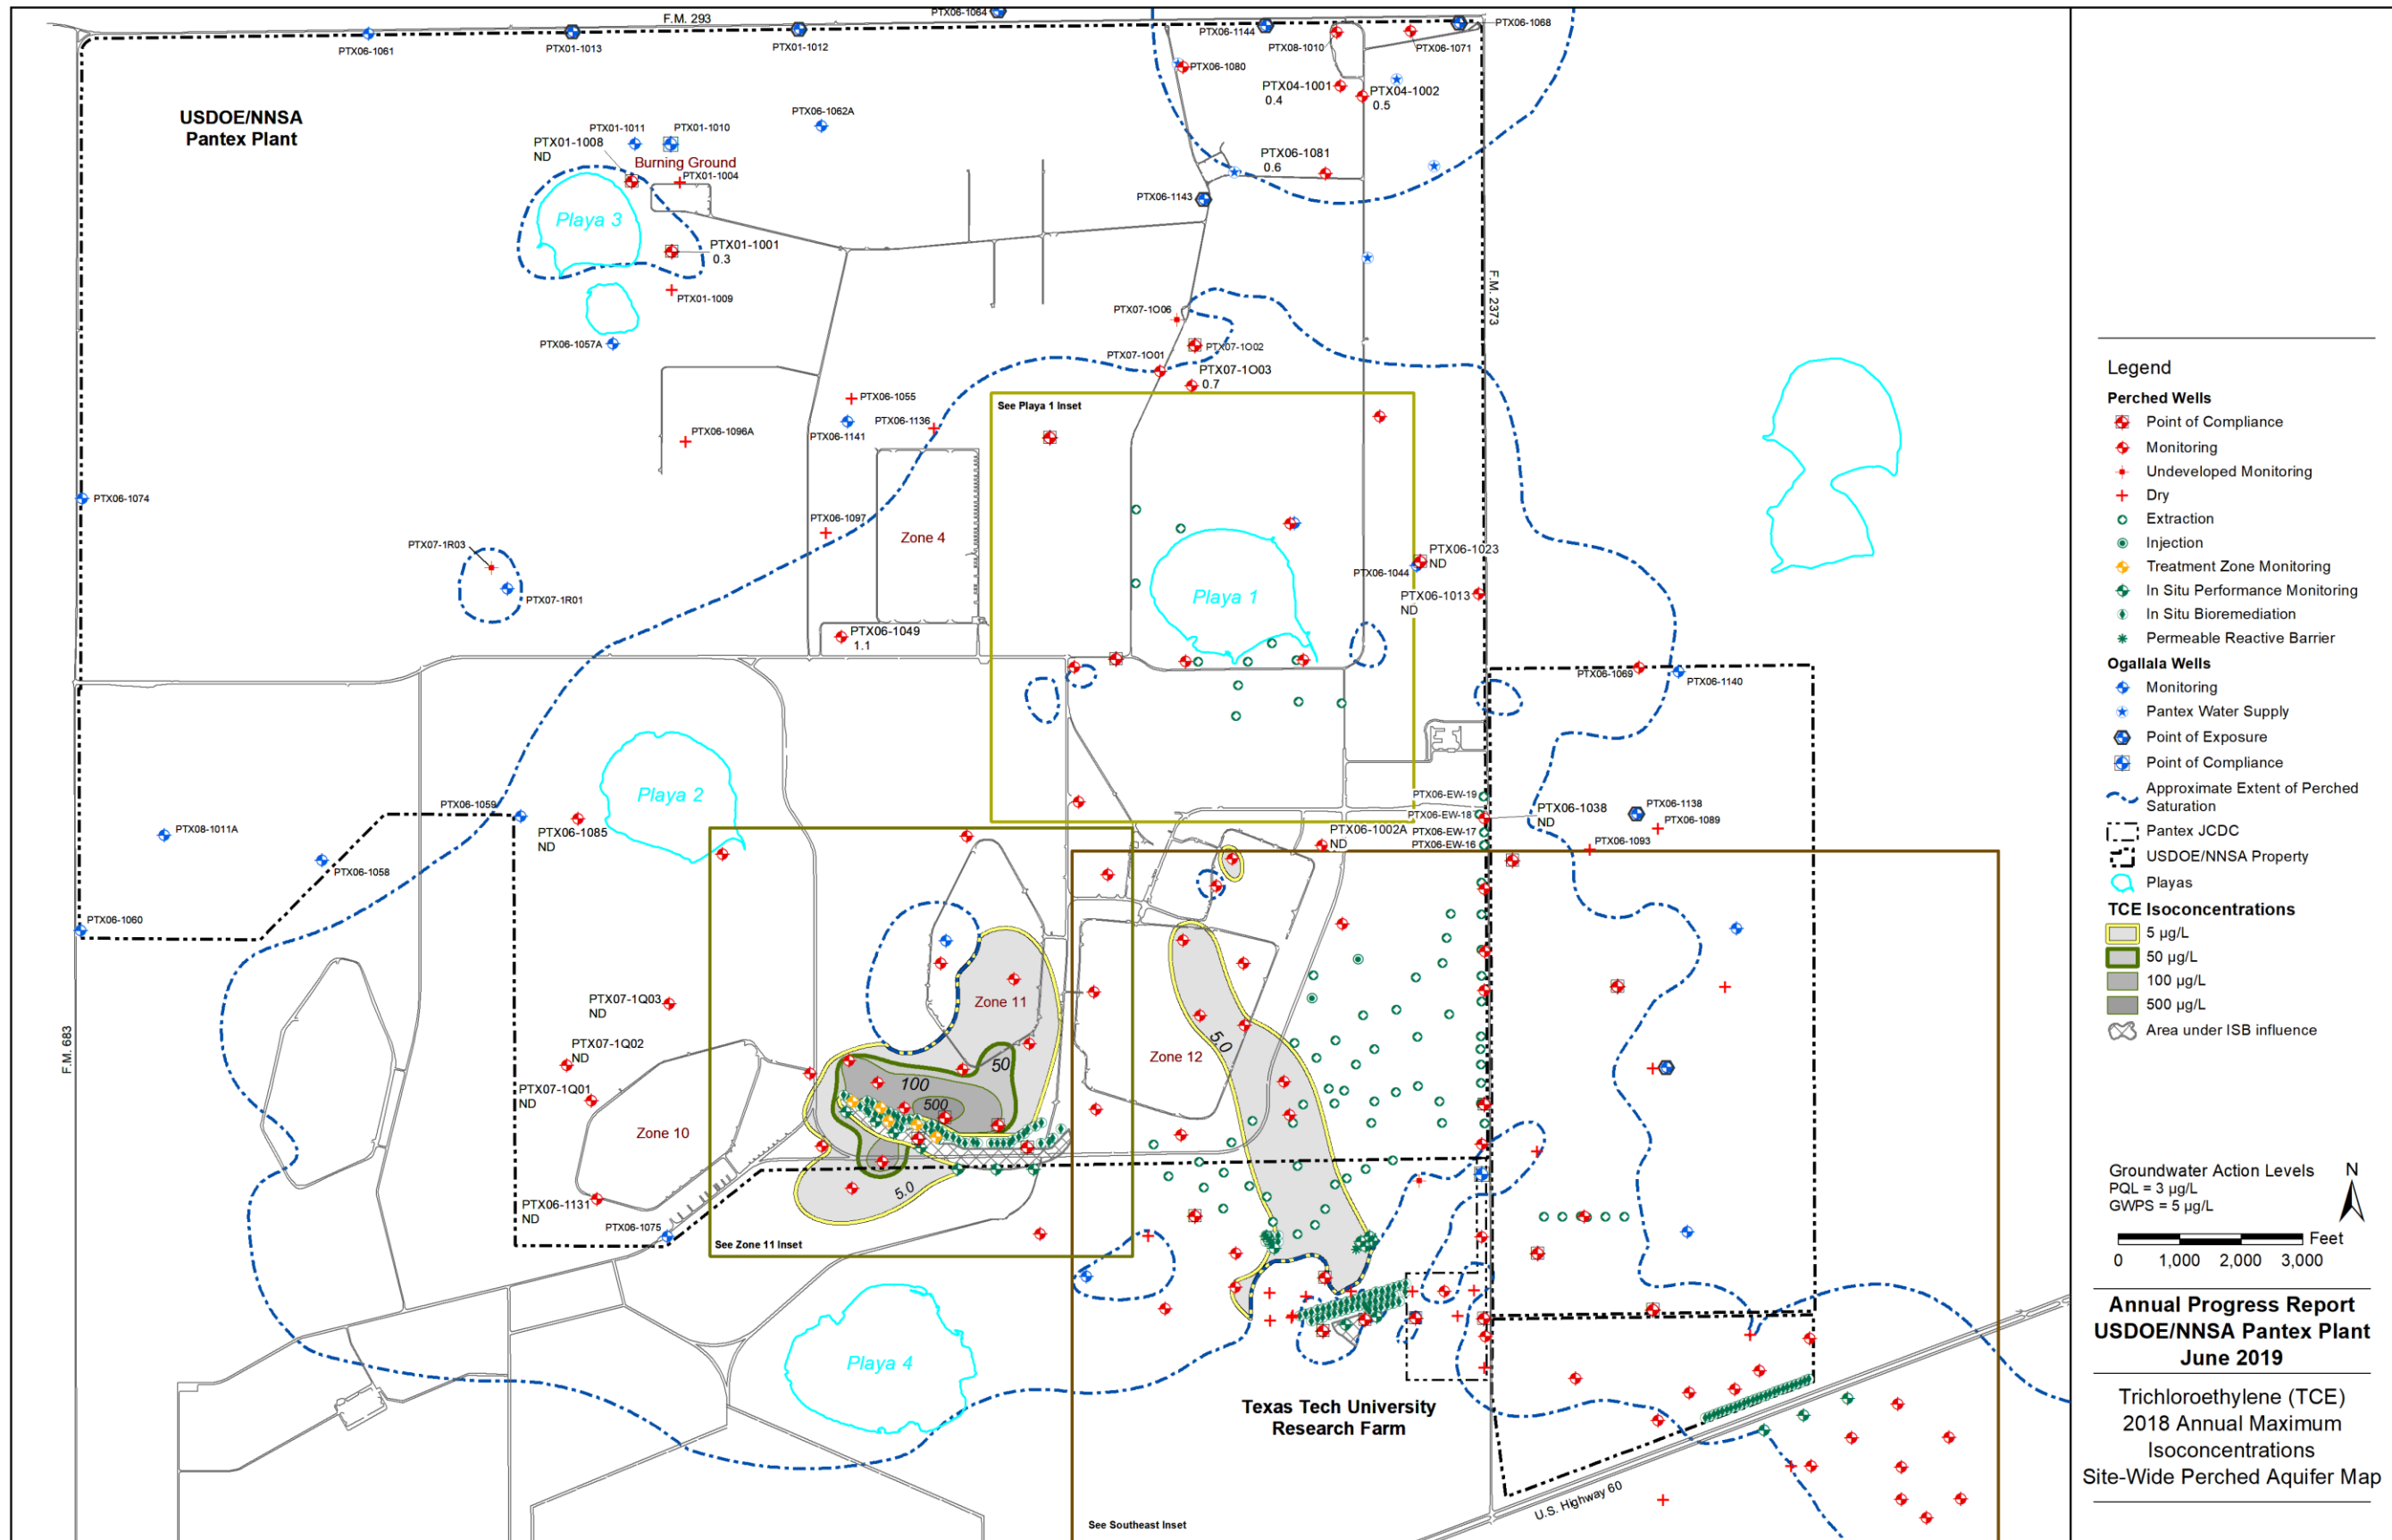 F.M. 293
PTX06-1064
PTX06-1061
PTX01-1013
PTX01-1012
PTX06-1144
PTX06-1068
PTX08-1010
PTX06-1071
PTX06-1080
PTX04-1001
0.4
PTX04-1002
0.5
USDOE/NNSA
Pantex Plant
PTX06-1062A
PTX01-1011
PTX01-1010
PTX01-1008
ND
Burning Ground
PTX01-1004
PTX06-1081
0.6
PTX06-1143
Playa 3
PTX01-1001
0.3
PTX01-1009
F.M. 2373
PTX07-1O06
PTX06-1057A
PTX07-1O02
PTX07-1O01
PTX07-1O03
0.7
PTX06-1055
See Playa 1 Inset
PTX06-1136
PTX06-1141
PTX06-1096A
PTX06-1074
PTX06-1097
Zone 4
PTX07-1R03
PTX07-1R01
PTX06-1023
ND
PTX06-1044
PTX06-1013
ND
Playa 1
PTX06-1049
1.1
PTX06-1069
PTX06-1140
Playa 2
PTX06-1059
PTX06-1085
ND
PTX08-1011A
PTX06-1058
PTX06-EW-19
PTX06-EW-18
PTX06-EW-17
PTX06-EW-16
PTX06-1038
ND
PTX06-1138
PTX06-1089
PTX06-1093
PTX06-1002A
ND
PTX06-1060
PTX07-1Q03
ND
Zone 11
F.M. 683
PTX07-1Q02
ND
PTX07-1Q01
ND
Zone 12
5.0
50
100
500
Zone 10
5.0
PTX06-1131
ND
PTX06-1075
See Zone 11 Inset
Playa 4
Texas Tech University
Research Farm
U.S. Highway 60
See Southeast Inset
Legend
Perched Wells
Point of Compliance
Monitoring
Undeveloped Monitoring
Dry
Extraction
Injection
Treatment Zone Monitoring
In Situ Performance Monitoring
In Situ Bioremediation
Permeable Reactive Barrier
Ogallala Wells
Monitoring
Pantex Water Supply
Point of Exposure
Point of Compliance
Approximate Extent of Perched
Saturation
Pantex JCDC
USDOE/NNSA Property
Playas
TCE Isoconcentrations
5 µg/L
50 µg/L
100 µg/L
500 µg/L
Area under ISB influence
Groundwater Action Levels
PQL = 3 µg/L
GWPS = 5 µg/L
N
Feet
0 1,000 2,000 3,000
Annual Progress Report
USDOE/NNSA Pantex Plant
June 2019
Trichloroethylene (TCE)
2018 Annual Maximum
Isoconcentrations
Site-Wide Perched Aquifer Map